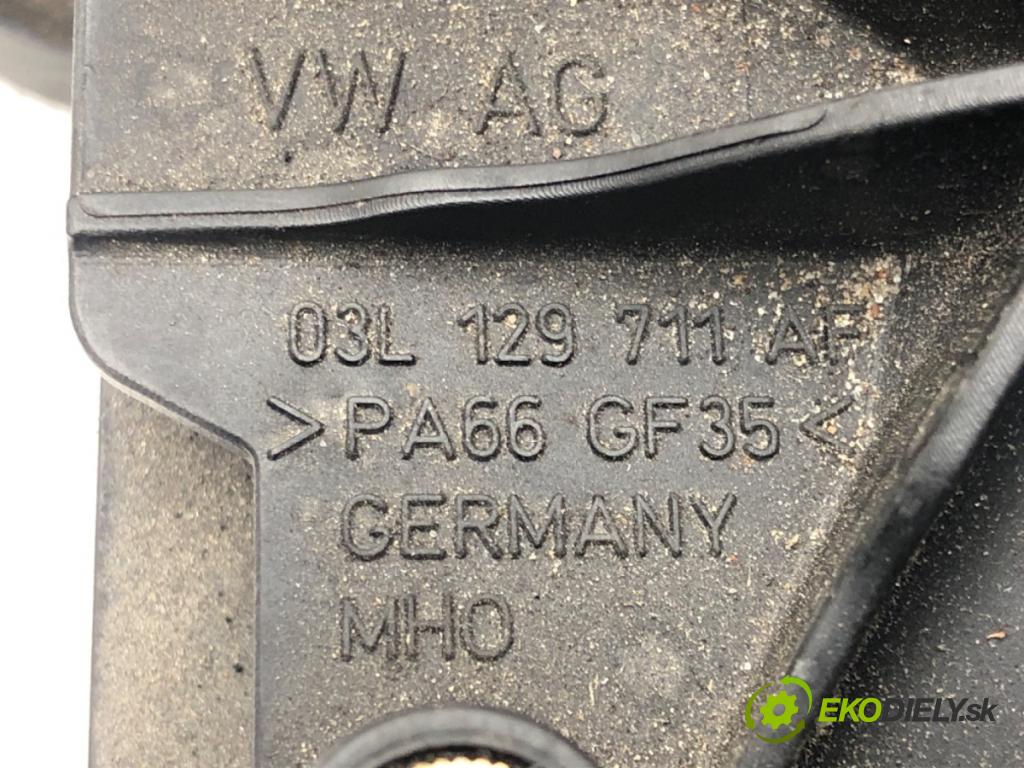 VW AG
03L 129 711 AF
>PA66 GF35<
GERMANY
MHO
EKODIELY.sk